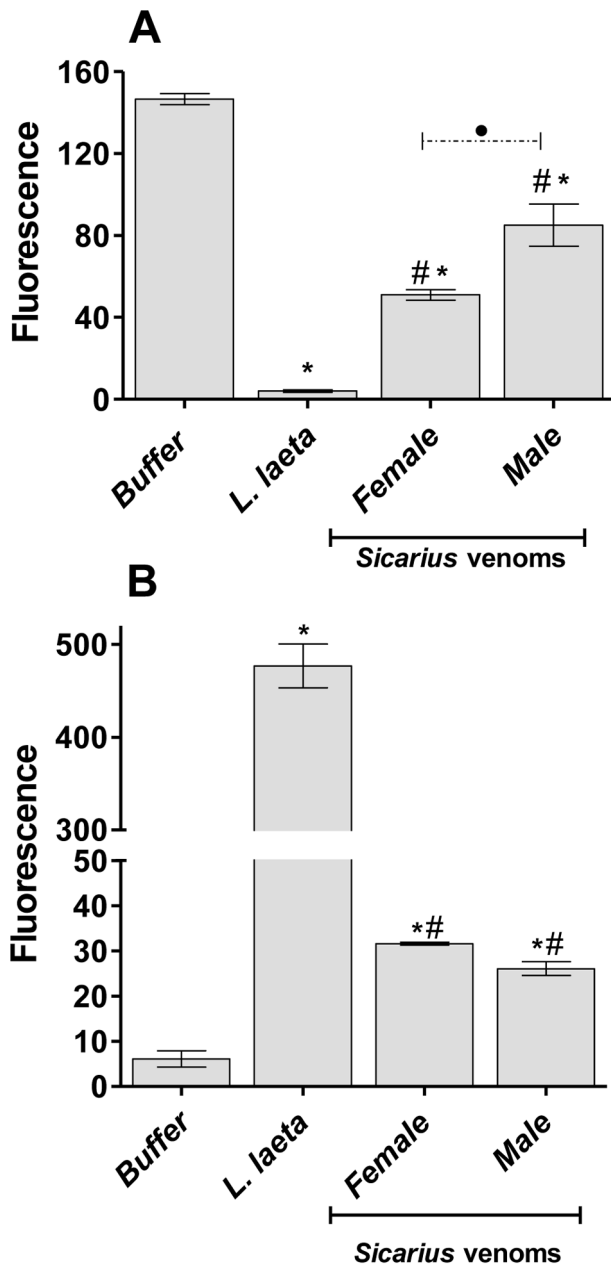 A
Fluorescence
160
120
80
40
0
*
# *
•
# *
Buffer
L. laeta
Female
Male
Sicarius venoms
B
Fluorescence
500
400
300
50
40
30
20
10
0
*
*#
*#
Buffer
L. laeta
Female
Male
Sicarius venoms